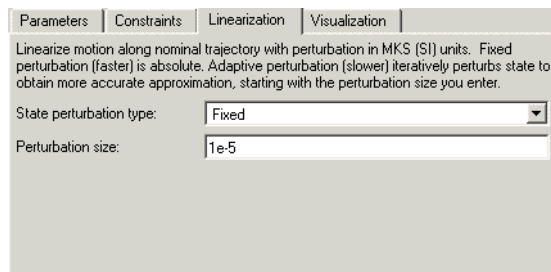 Parameters Constraints Linearization Visualization
Linearize motion along nominal trajectory with perturbation in MKS (SI) units. Fixed
perturbation (faster) is absolute. Adaptive perturbation (slower) iteratively perturbs state to
obtain more accurate approximation, starting with the perturbation size you enter.
State perturbation type: Fixed
Perturbation size: 1e-5